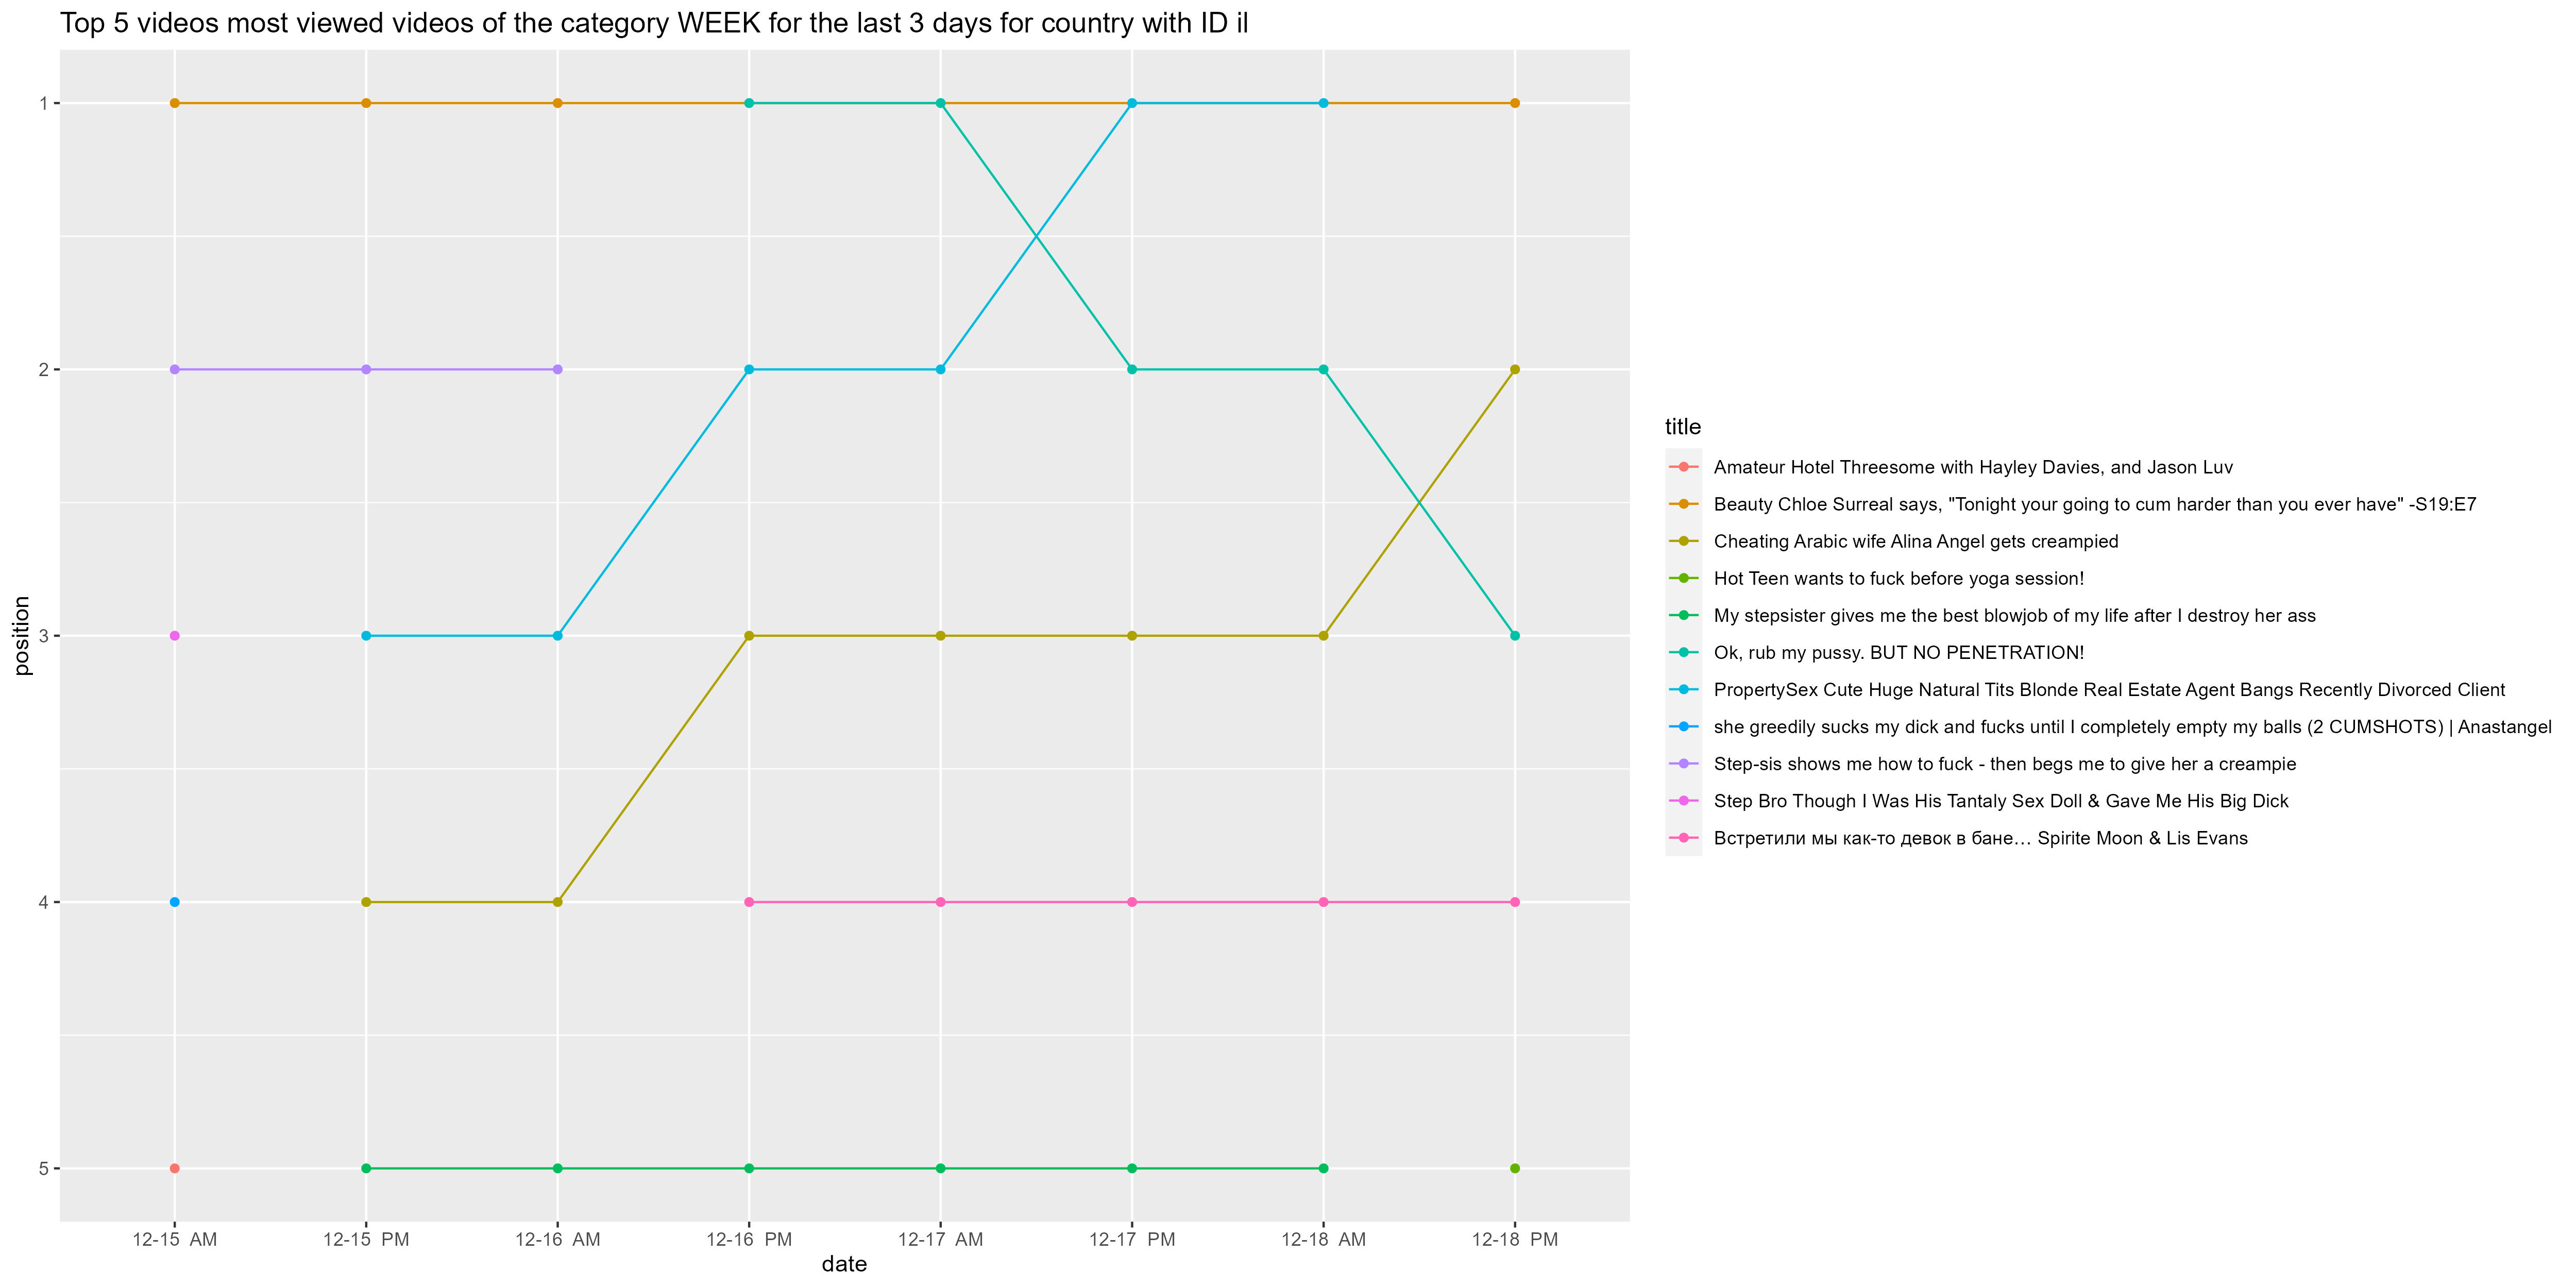 Top 5 videos most viewed videos of the category WEEK for the last 3 days for country with ID il
position
1
2
3
4
5
12-15 AM
12-15 PM
12-16 AM
12-16 PM
12-17 AM
12-17 PM
12-18 AM
12-18 PM
date
title
Amateur Hotel Threesome with Hayley Davies, and Jason Luv
Beauty Chloe Surreal says, "Tonight your going to cum harder than you ever have" -S19:E7
Cheating Arabic wife Alina Angel gets creampied
Hot Teen wants to fuck before yoga session!
My stepsister gives me the best blowjob of my life after I destroy her ass
Ok, rub my pussy. BUT NO PENETRATION!
PropertySex Cute Huge Natural Tits Blonde Real Estate Agent Bangs Recently Divorced Client
she greedily sucks my dick and fucks until I completely empty my balls (2 CUMSHOTS) | Anastangel
Step-sis shows me how to fuck - then begs me to give her a creampie
Step Bro Though I Was His Tantaly Sex Doll & Gave Me His Big Dick
Встретили мы как-то девок в бане… Spirite Moon & Lis Evans